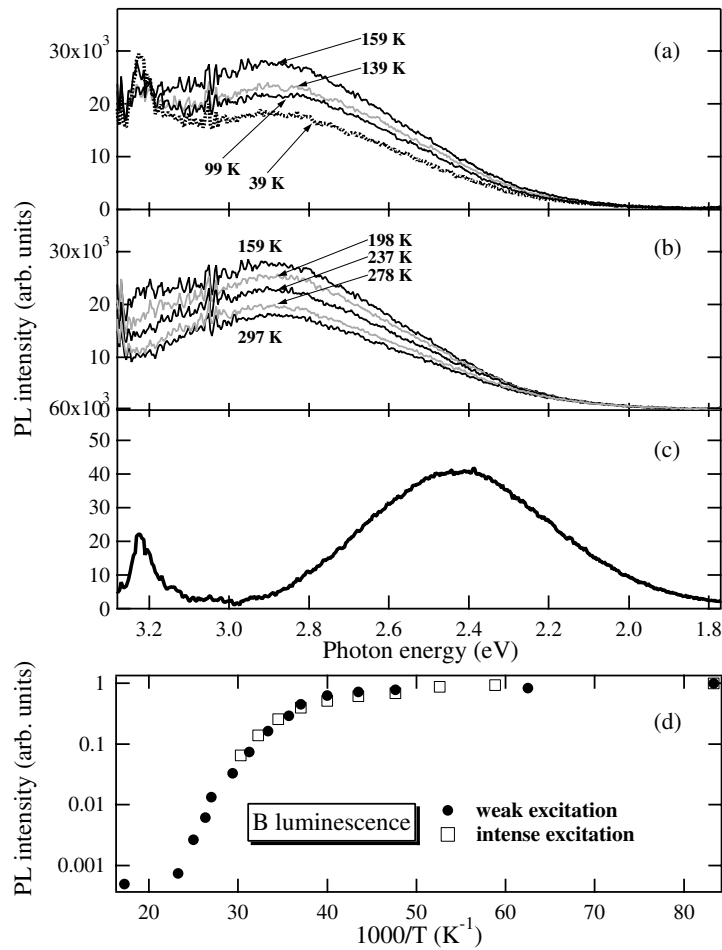 30x10³
20
10
0
159 K
139 K
99 K
39 K
(a)
PL intensity (arb. units)
30x10³
20
10
0
159 K
198 K
237 K
278 K
297 K
(b)
60x10³
50
40
30
20
10
0
(c)
3.2 3.0 2.8 2.6 2.4 2.2 2.0 1.8
Photon energy (eV)
PL intensity (arb. units)
1
0.1
0.01
0.001
(d)
B luminescence
weak excitation
intense excitation
20 30 40 50 60 70 80
1000/T (K⁻¹)